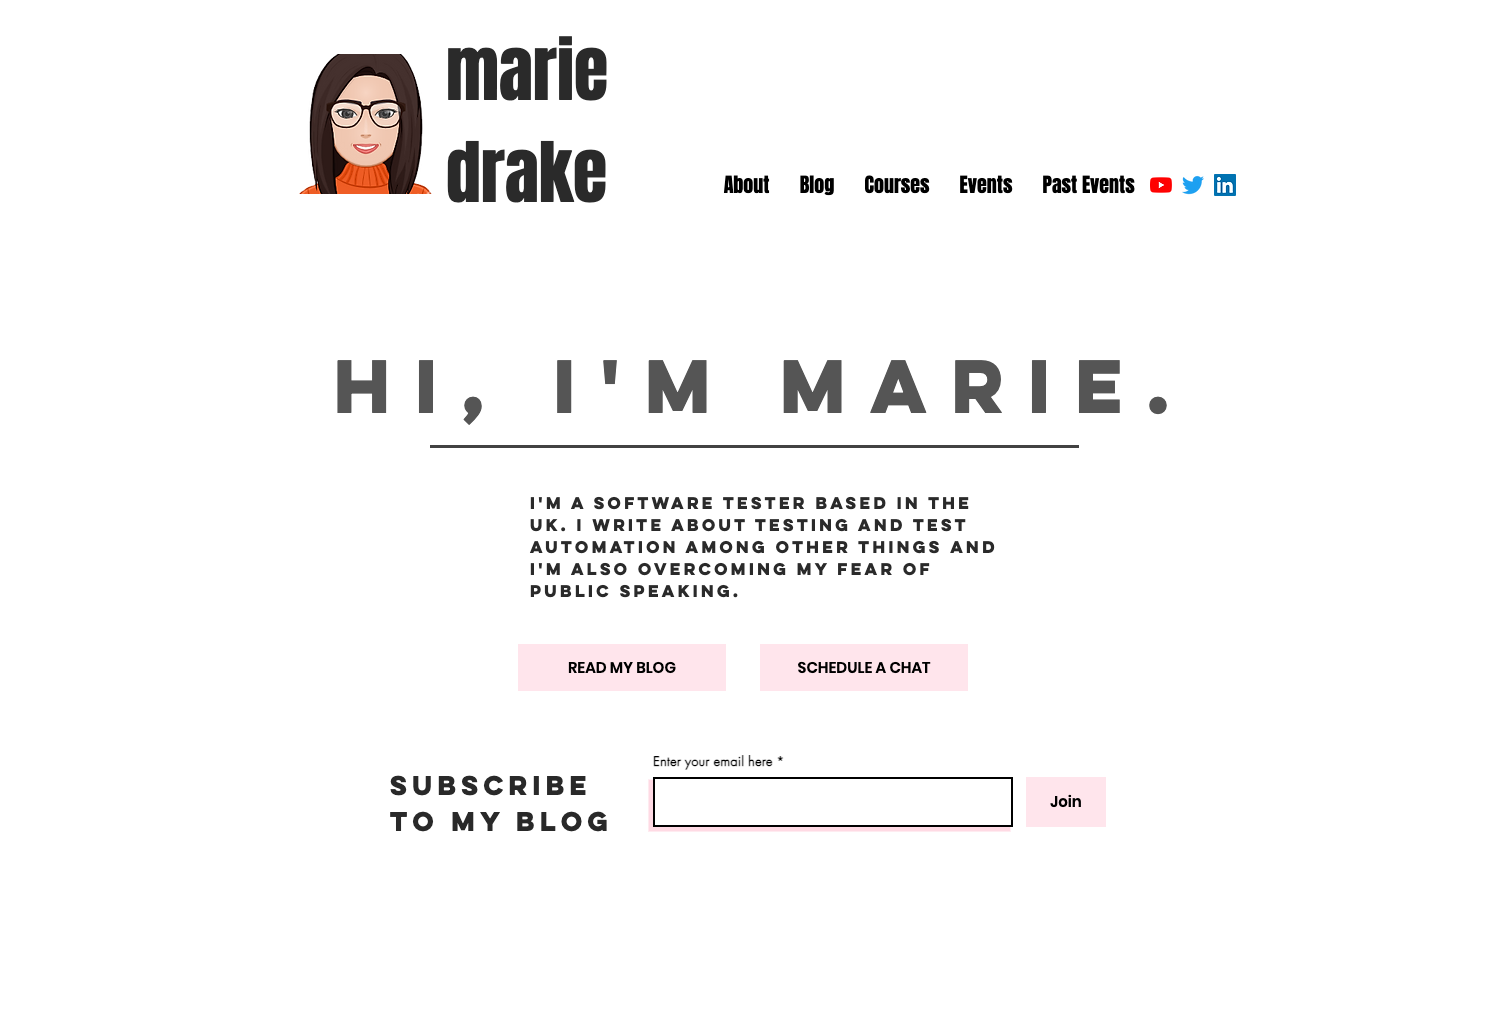 marie
drake
About Blog Courses Events Past Events
HI, I'M MARIE.
I'M A SOFTWARE TESTER BASED IN THE
UK. I WRITE ABOUT TESTING AND TEST
AUTOMATION AMONG OTHER THINGS AND
I'M ALSO OVERCOMING MY FEAR OF
PUBLIC SPEAKING.
READ MY BLOG SCHEDULE A CHAT
Enter your email here *
SUBSCRIBE
TO MY BLOG
Join